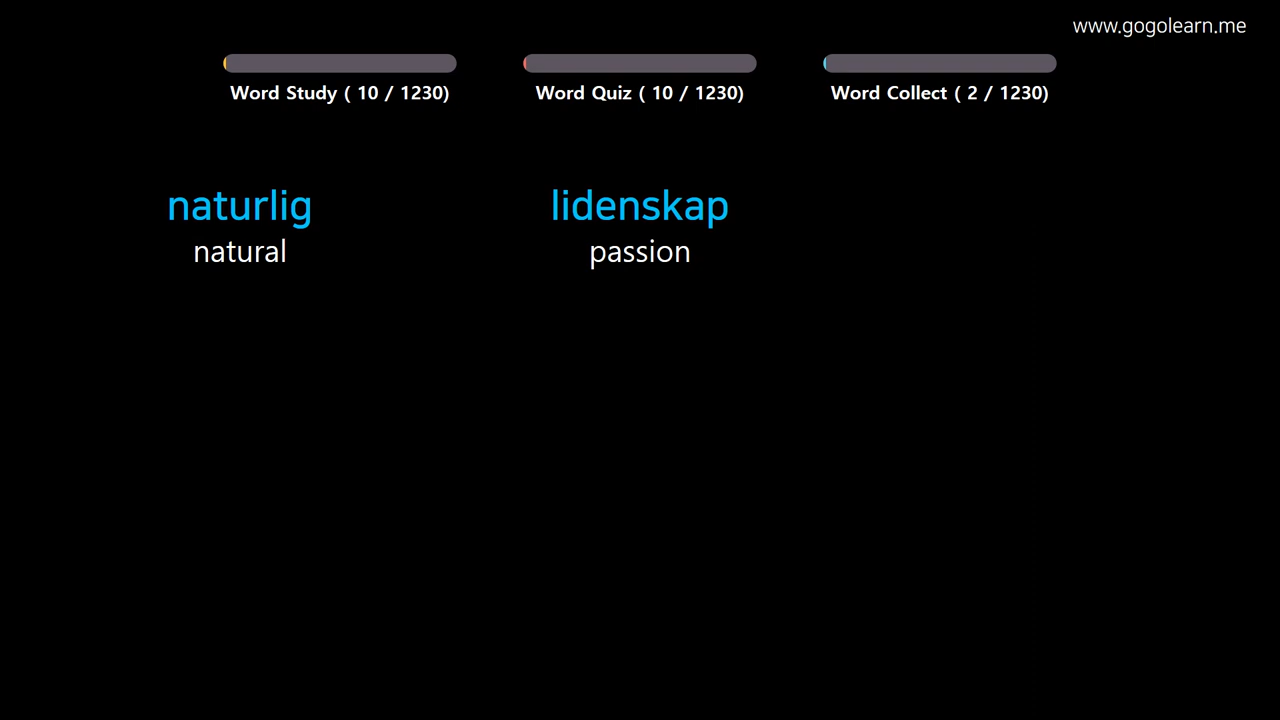 www.gogolearn.me
Word Study ( 10 / 1230)
Word Quiz ( 10 / 1230)
Word Collect ( 2 / 1230)
naturlig
natural
lidenskap
passion